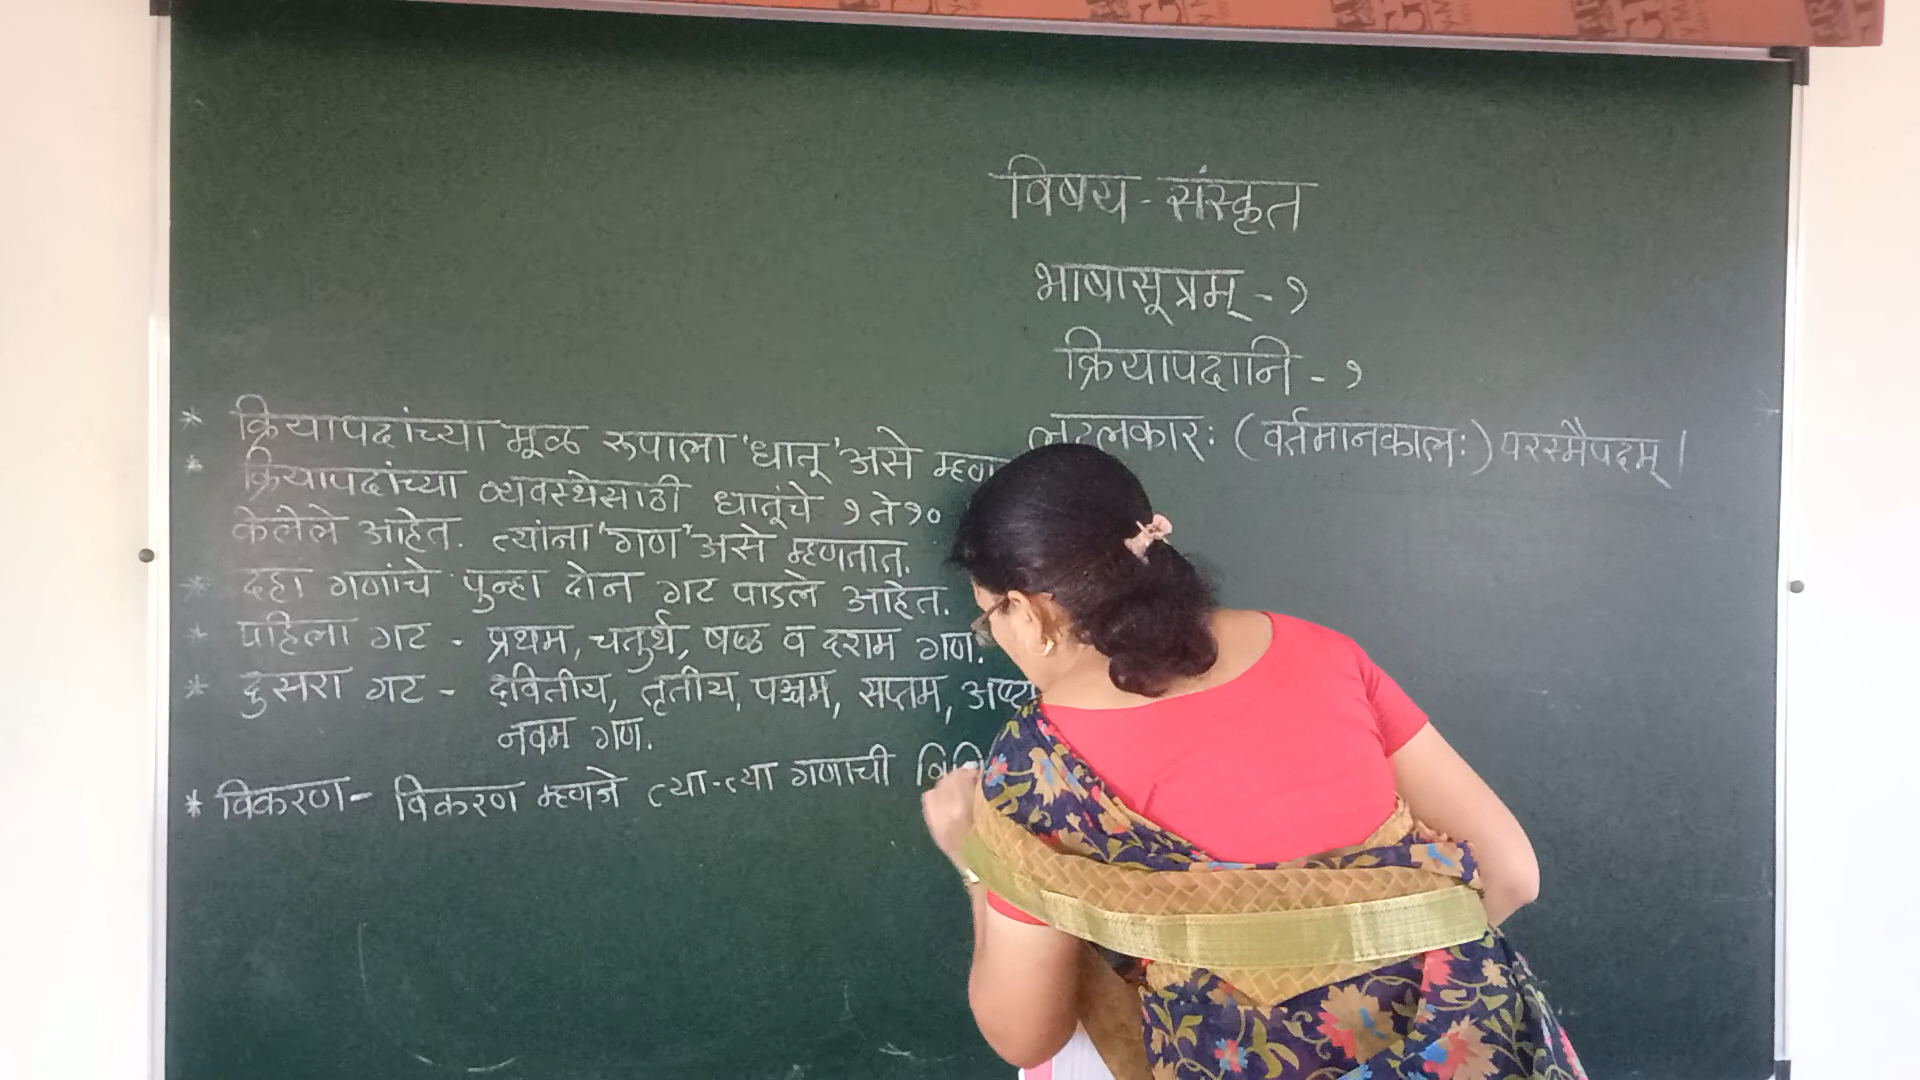 विषय - संस्कृत
भाषासूत्रम् - १
क्रियापदानि - १
लट्लकारः (वर्तमानकालः) परस्मैपदम् ।
* क्रियापदांच्या मूळ रूपाला 'धातू' असे
* क्रियापदांच्या व्यवस्थेसाठी धातूंचे १ ते १०
केलेले आहेत. त्यांना 'गण' असे म्हणतात.
* दहा गणांचे पुन्हा दोन गट पाडले आहेत.
* पहिला गट - प्रथम, चतुर्थ, षष्ठ व दशम गण.
* दुसरा गट - द्वितीय, तृतीय, पञ्चम, सप्तम,
नवम गण.
* विकरण - विकरण म्हणजे त्या-त्या गणाची